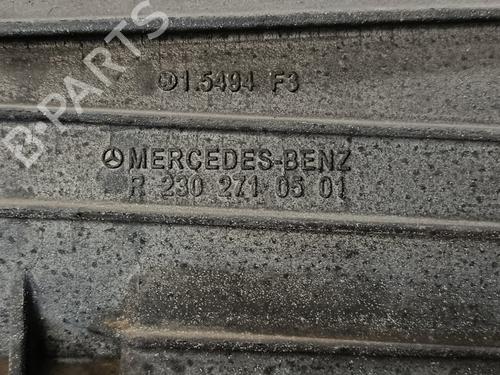 B-PARTS
1.5494 F3
MERCEDES-BENZ
R 230 271 05 01